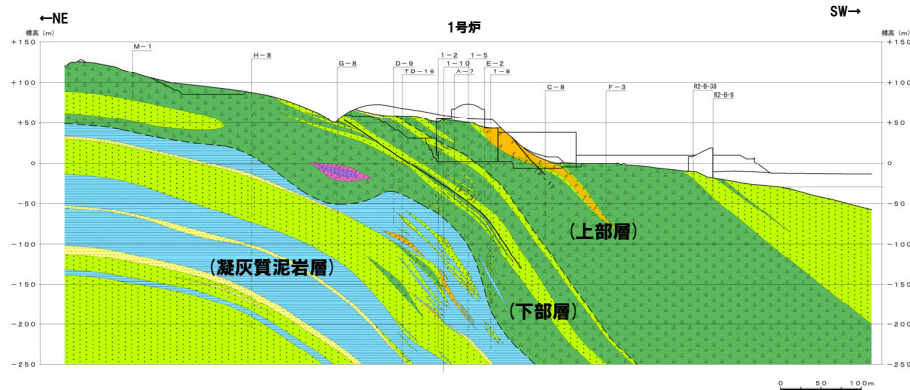 ←NE
SW→
1号炉
標高(m)
標高(m)
M-1
H-8
G-8
D-9
TD-16
1-2
1-10
1-5
A-7
E-2
1-8
C-8
F-3
R2-B-38
R2-B-9
+150
+100
+50
0
-50
-100
-150
-200
-250
+150
+100
+50
0
-50
-100
-150
-200
-250
(上部層)
(凝灰質泥岩層)
(下部層)
0 50 100m